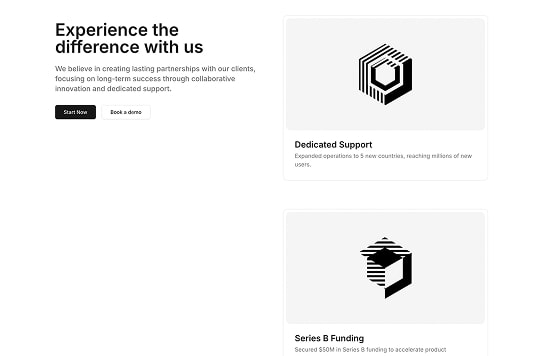 Experience the
difference with us
We believe in creating lasting partnerships with our clients,
focusing on long-term success through collaborative
innovation and dedicated support.
Start Now
Book a demo
Dedicated Support
Expanded operations to 5 new countries, reaching millions of new
users.
Series B Funding
Secured $50M in Series B funding to accelerate product